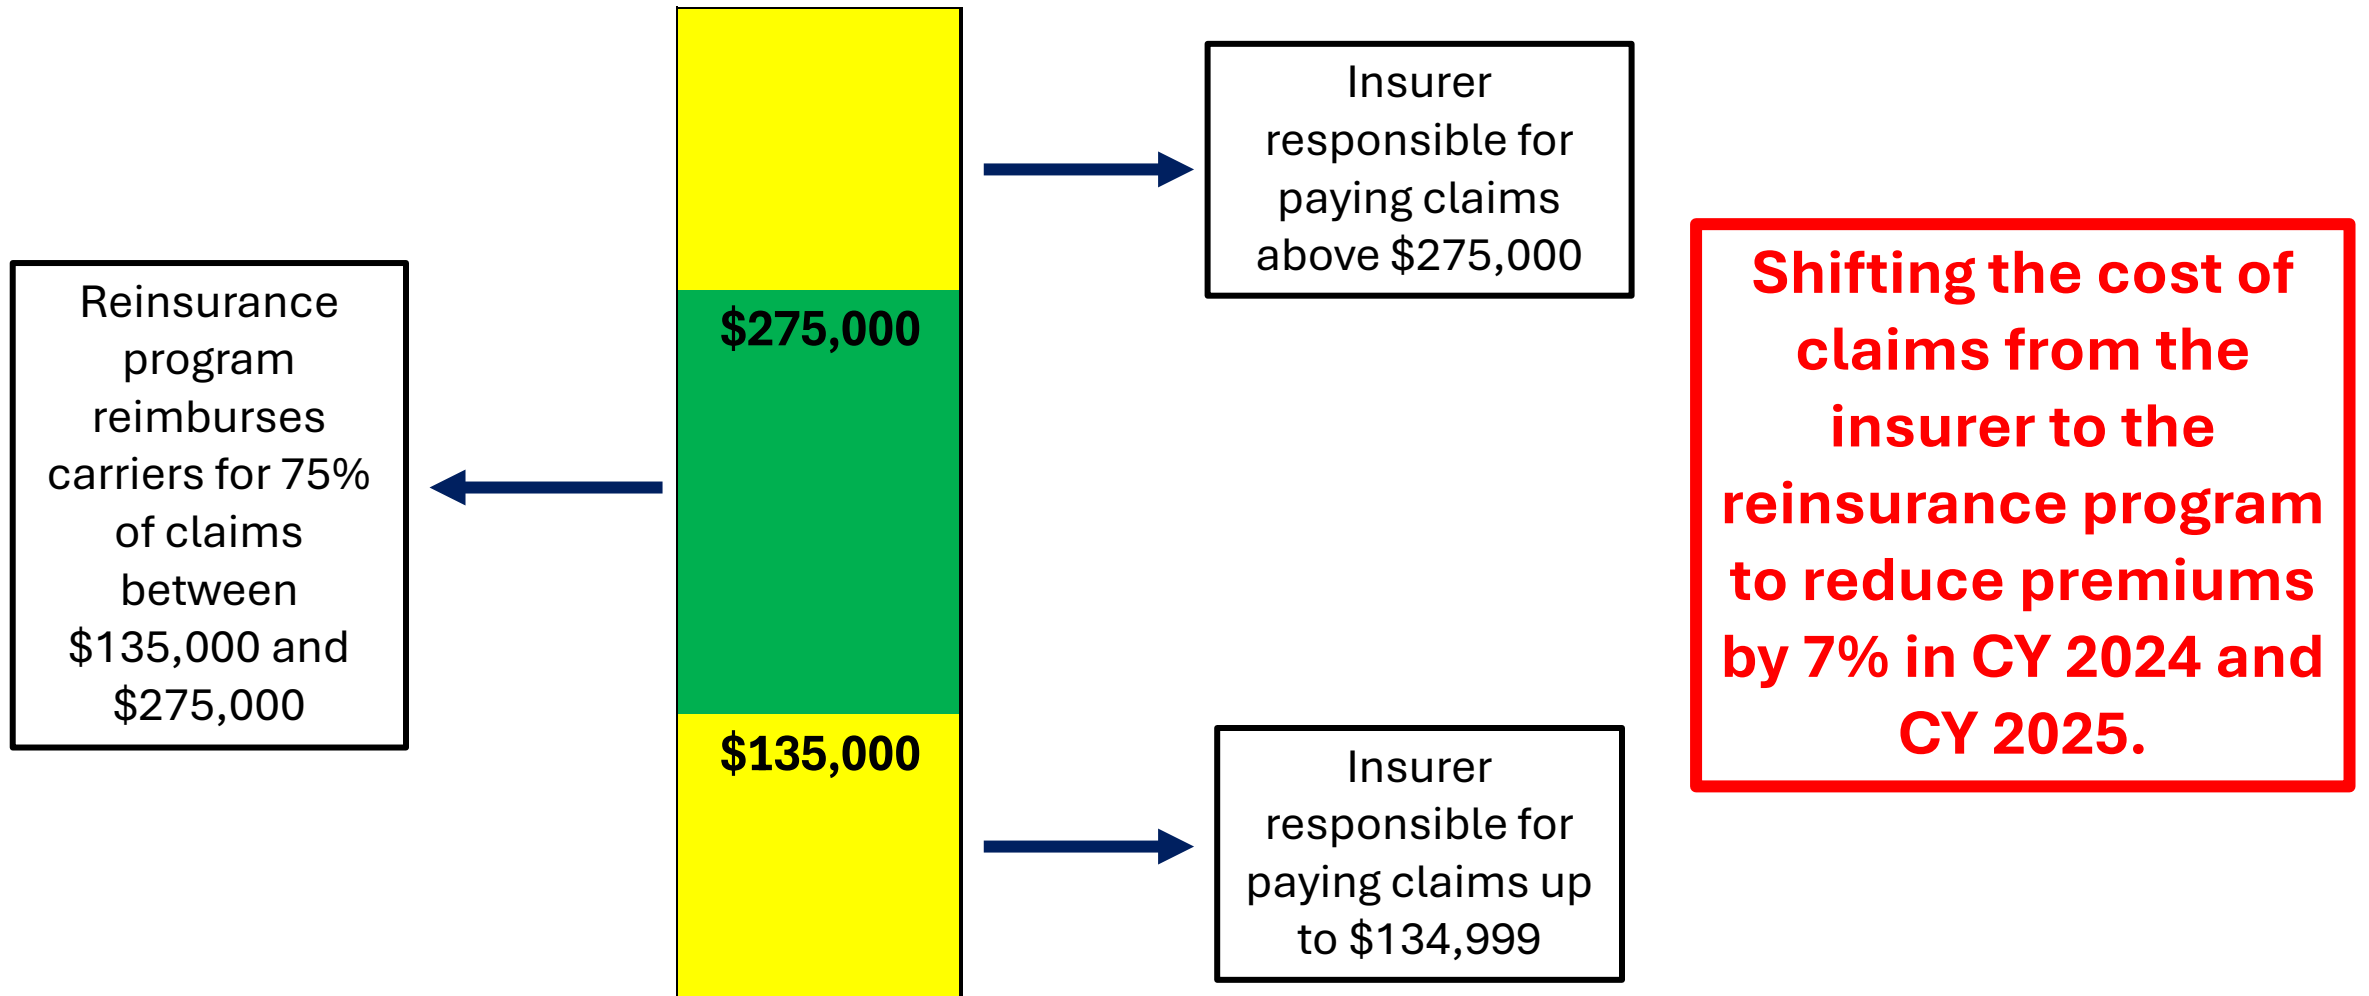 Reinsurance
program
reimburses
carriers for 75%
of claims
between
$135,000 and
$275,000
$275,000
$135,000
Insurer
responsible for
paying claims
above $275,000
Insurer
responsible for
paying claims up
to $134,999
Shifting the cost of
claims from the
insurer to the
reinsurance program
to reduce premiums
by 7% in CY 2024 and
CY 2025.